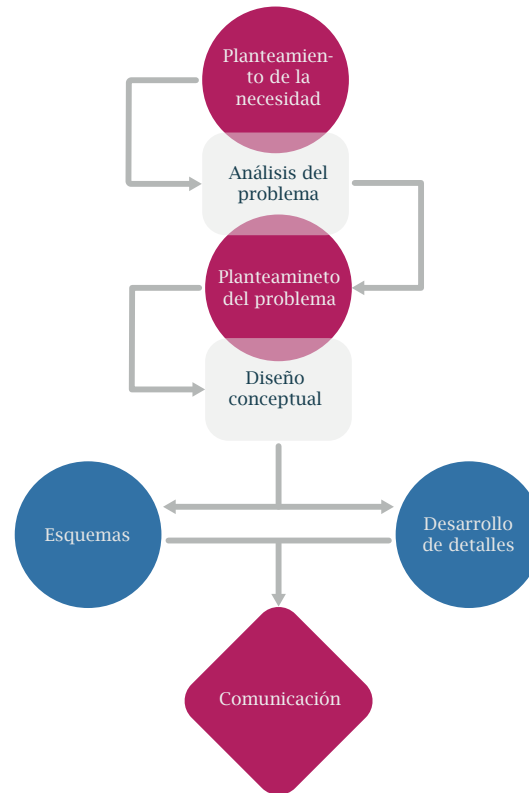 Planteamien-
to de la
necesidad
Análisis del
problema
Planteamineto
del problema
Diseño
conceptual
Esquemas
Desarrollo
de detalles
Comunicación